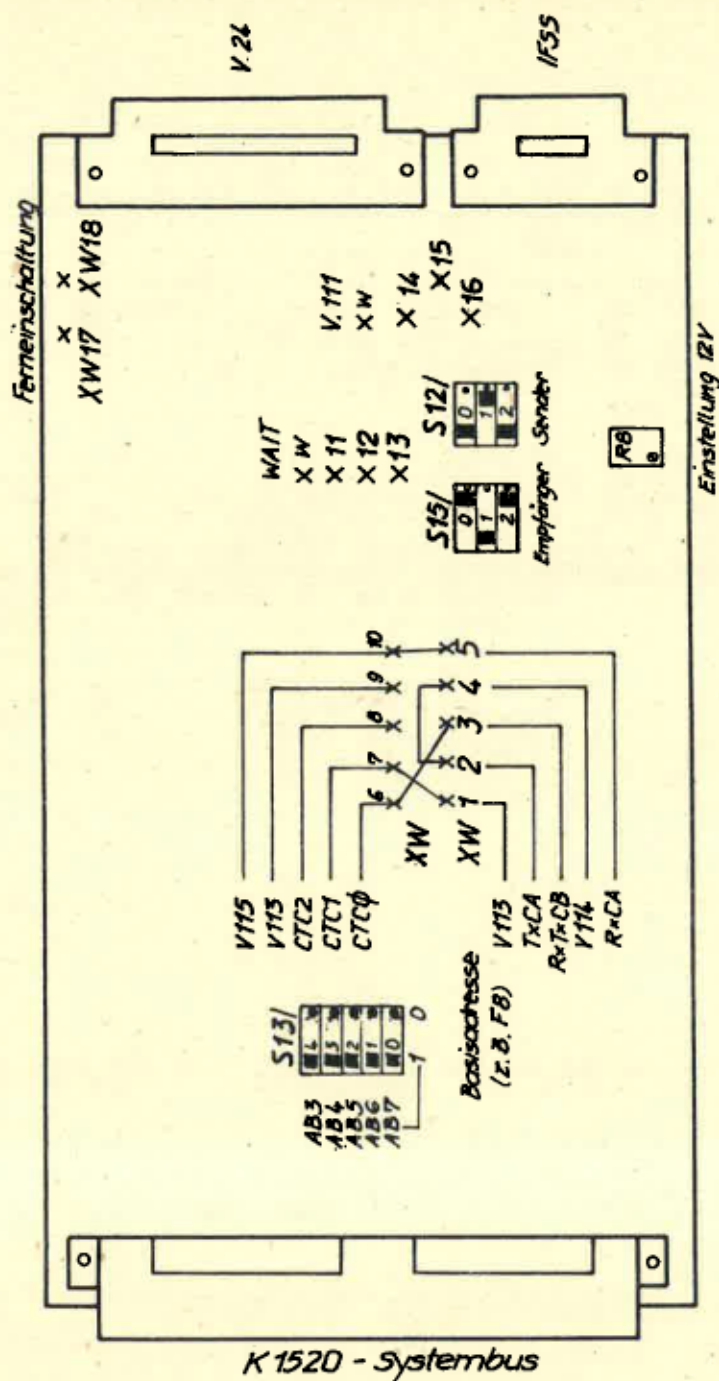 V.24
IFSS
Ferneinschaltung
XW17 XW18
V.111
XW
X14
X15
X16
WAIT
XW
X11
X12
X13
S12/
0
1
2
Sender
S15/
0
1
2
Empfänger
R8
Einstellung 12V
6 7 8 9 10
XW
XW 1 2 3 4 5
V115
V113
CTC2
CTC1
CTCØ
V113
TxCA
RxTxCB
V114
RxCA
S13/
4
3
2
1
0
1 0
AB3
AB4
AB5
AB6
AB7
Basisadresse
(z.B. F8)
K1520 - Systembus